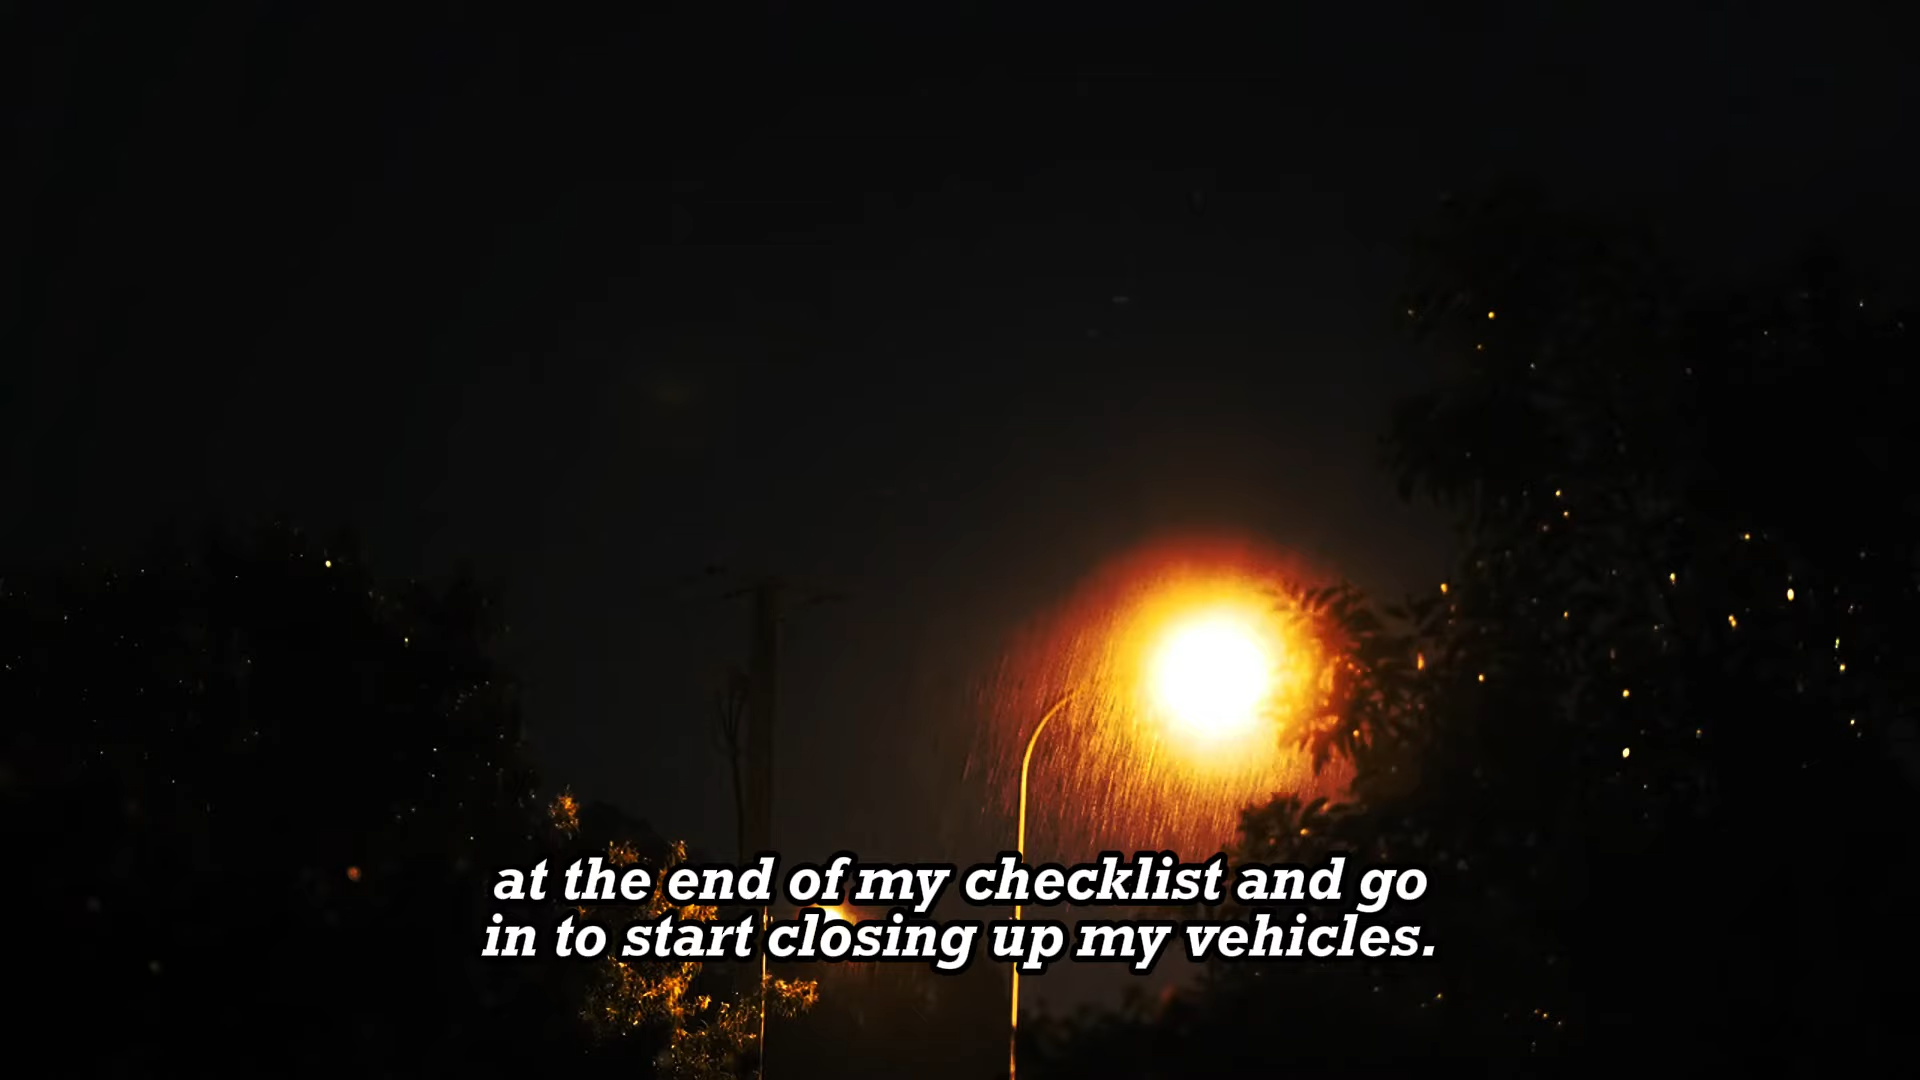 at the end of my checklist and go
in to start closing up my vehicles.